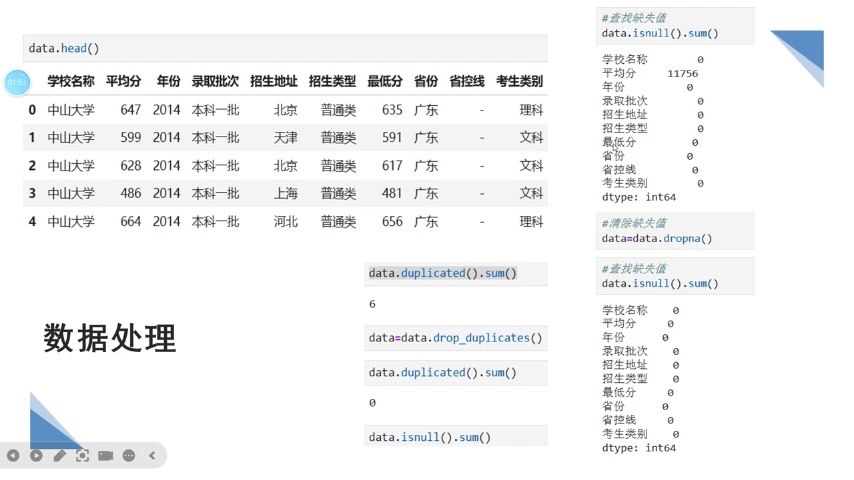 data.head()
01:53
学校名称 平均分 年份 录取批次 招生地址 招生类型 最低分 省份 省控线 考生类别
0 中山大学 647 2014 本科一批 北京 普通类 635 广东 - 理科
1 中山大学 599 2014 本科一批 天津 普通类 591 广东 - 文科
2 中山大学 628 2014 本科一批 北京 普通类 617 广东 - 文科
3 中山大学 486 2014 本科一批 上海 普通类 481 广东 - 文科
4 中山大学 664 2014 本科一批 河北 普通类 656 广东 - 理科
数据处理
data.duplicated().sum()
6
data=data.drop_duplicates()
data.duplicated().sum()
0
data.isnull().sum()
#查找缺失值
data.isnull().sum()
学校名称 0
平均分 11756
年份 0
录取批次 0
招生地址 0
招生类型 0
最低分 0
省份 0
省控线 0
考生类别 0
dtype: int64
#清除缺失值
data=data.dropna()
#查找缺失值
data.isnull().sum()
学校名称 0
平均分 0
年份 0
录取批次 0
招生地址 0
招生类型 0
最低分 0
省份 0
省控线 0
考生类别 0
dtype: int64